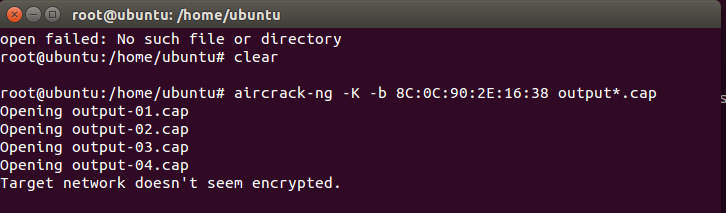 root@ubuntu: /home/ubuntu
open failed: No such file or directory
root@ubuntu:/home/ubuntu# clear
root@ubuntu:/home/ubuntu# aircrack-ng -K -b 8C:0C:90:2E:16:38 output*.cap
Opening output-01.cap
Opening output-02.cap
Opening output-03.cap
Opening output-04.cap
Target network doesn't seem encrypted.
s